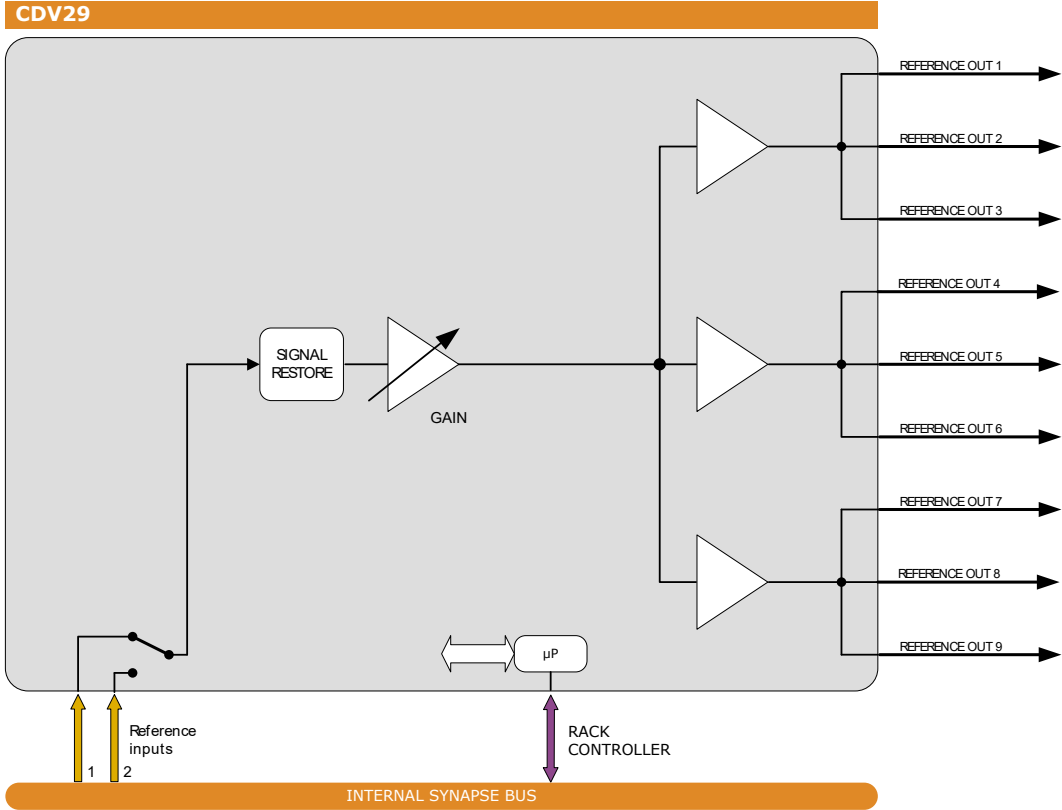 CDV29
REFERENCE OUT 1
REFERENCE OUT 2
REFERENCE OUT 3
REFERENCE OUT 4
SIGNAL
RESTORE
REFERENCE OUT 5
GAIN
REFERENCE OUT 6
REFERENCE OUT 7
REFERENCE OUT 8
REFERENCE OUT 9
µP
Reference
inputs
1 2
RACK
CONTROLLER
INTERNAL SYNAPSE BUS